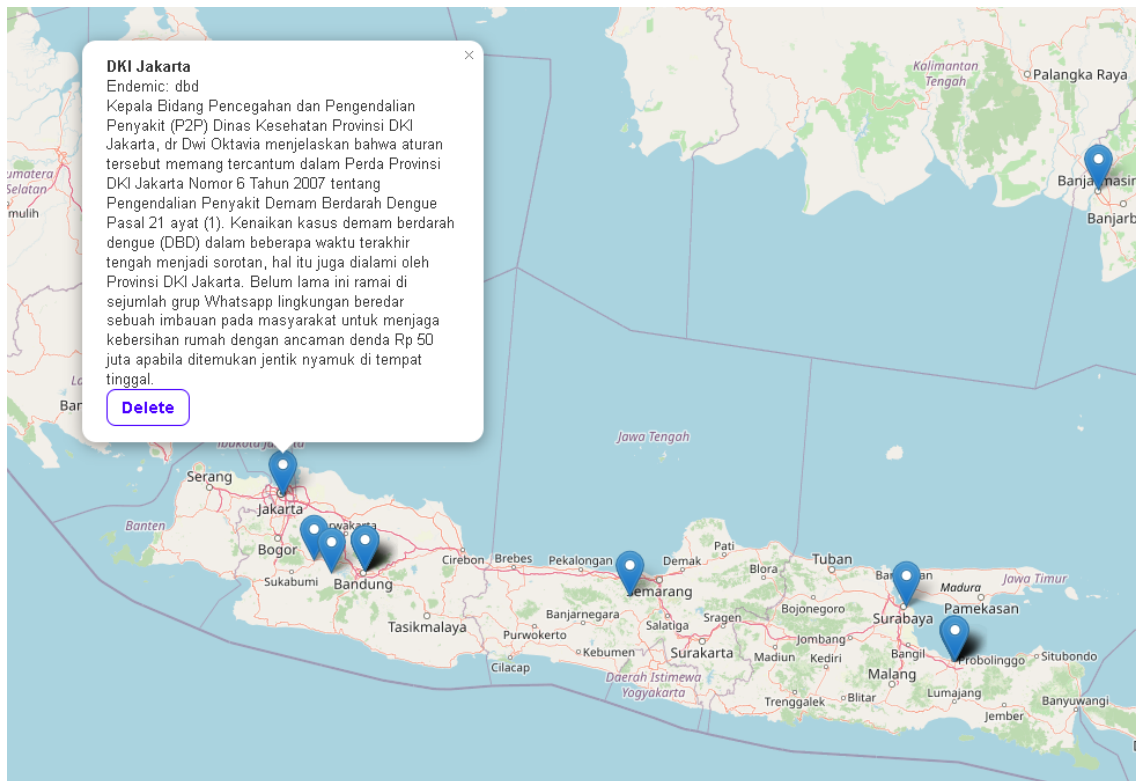 Kalimantan
Tengah
Palangka Raya
×
DKI Jakarta
Endemic: dbd
Kepala Bidang Pencegahan dan Pengendalian
Penyakit (P2P) Dinas Kesehatan Provinsi DKI
Jakarta, dr Dwi Oktavia menjelaskan bahwa aturan
tersebut memang tercantum dalam Perda Provinsi
DKI Jakarta Nomor 6 Tahun 2007 tentang
Pengendalian Penyakit Demam Berdarah Dengue
Pasal 21 ayat (1). Kenaikan kasus demam berdarah
dengue (DBD) dalam beberapa waktu terakhir
tengah menjadi sorotan, hal itu juga dialami oleh
Provinsi DKI Jakarta. Belum lama ini ramai di
sejumlah grup Whatsapp lingkungan beredar
sebuah imbauan pada masyarakat untuk menjaga
kebersihan rumah dengan ancaman denda Rp 50
juta apabila ditemukan jentik nyamuk di tempat
tinggal.
Delete
umatera
Selatan
mulih
Banjarb
Bar
Jawa Tengah
Serang
Jakarta
Banten
Bogor
Sukabumi
Bandung
Cirebon
Brebes
Pekalongan
Demak
Pati
Blora
Tuban
Madura
Jawa Timur
Semarang
Bojonegoro
Surabaya
Pamekasan
Tasikmalaya
Banjarnegara
Purwokerto
Salatiga
Sragen
Jombang
Kebumen
Surakarta
Madiun
Kediri
Bangil
Probolinggo
Situbondo
Cilacap
Daerah Istimewa
Yogyakarta
Malang
Trenggalek
Blitar
Lumajang
Jember
Banyuwangi